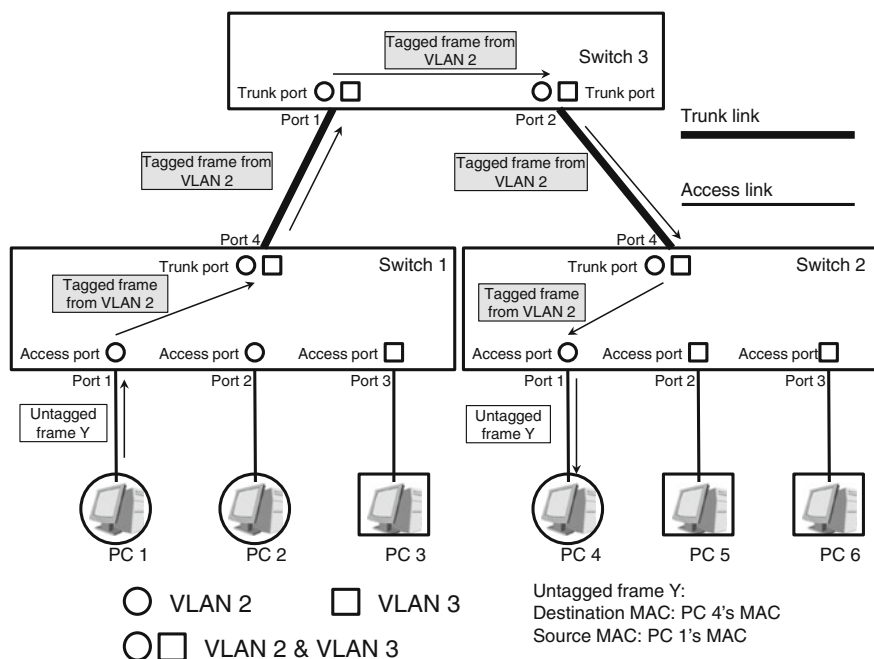 Tagged frame from
VLAN 2
Switch 3
Trunk port
Trunk port
Port 1
Port 2
Trunk link
Tagged frame from
VLAN 2
Tagged frame from
VLAN 2
Access link
Port 4
Port 4
Trunk port
Switch 1
Trunk port
Switch 2
Tagged frame
from VLAN 2
Tagged frame
from VLAN 2
Access port
Access port
Access port
Access port
Access port
Access port
Port 1
Port 2
Port 3
Port 1
Port 2
Port 3
Untagged
frame Y
Untagged
frame Y
PC 1
PC 2
PC 3
PC 4
PC 5
PC 6
VLAN 2
VLAN 3
VLAN 2 & VLAN 3
Untagged frame Y:
Destination MAC: PC 4's MAC
Source MAC: PC 1's MAC